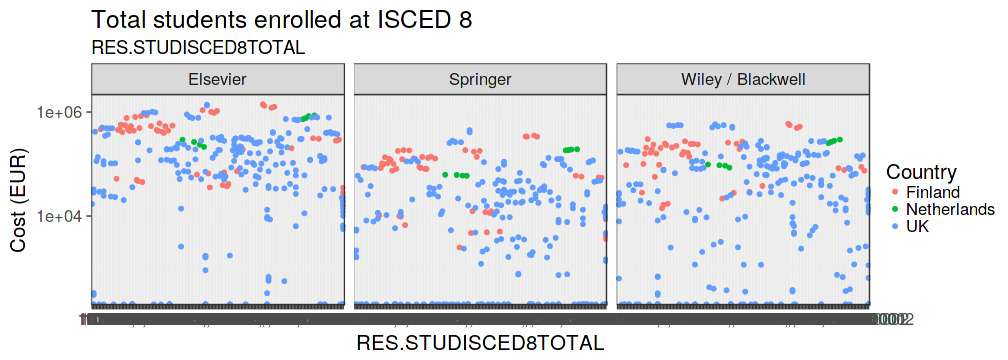 Total students enrolled at ISCED 8
RES.STUDISCED8TOTAL
Elsevier
Springer
Wiley / Blackwell
1e+06
1e+04
Cost (EUR)
Country
Finland
Netherlands
UK
RES.STUDISCED8TOTAL